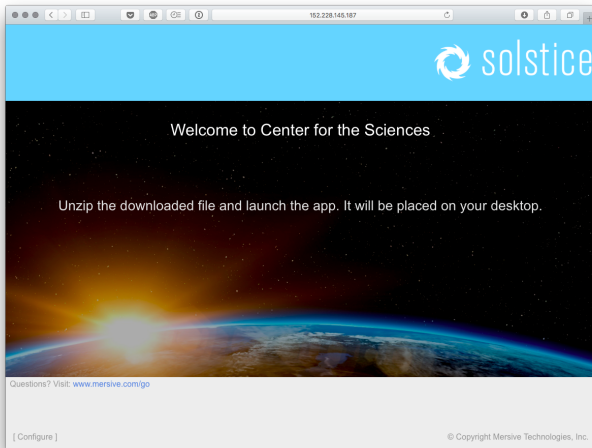 152.228.145.187
solstice
Welcome to Center for the Sciences
Unzip the downloaded file and launch the app. It will be placed on your desktop.
Questions? Visit: www.mersive.com/go
[ Configure ]
© Copyright Mersive Technologies, Inc.